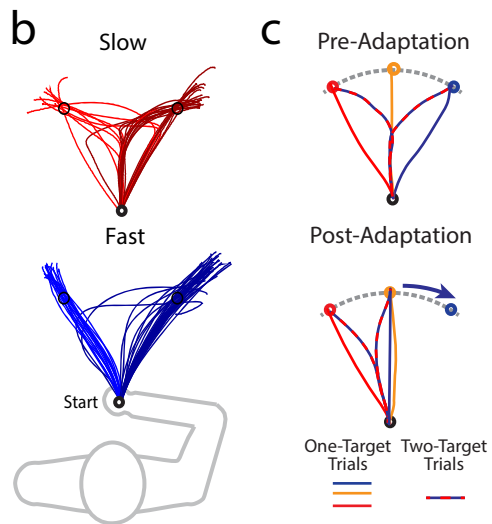 b
Slow
Fast
Start
c
Pre-Adaptation
Post-Adaptation
One-Target
Trials
Two-Target
Trials